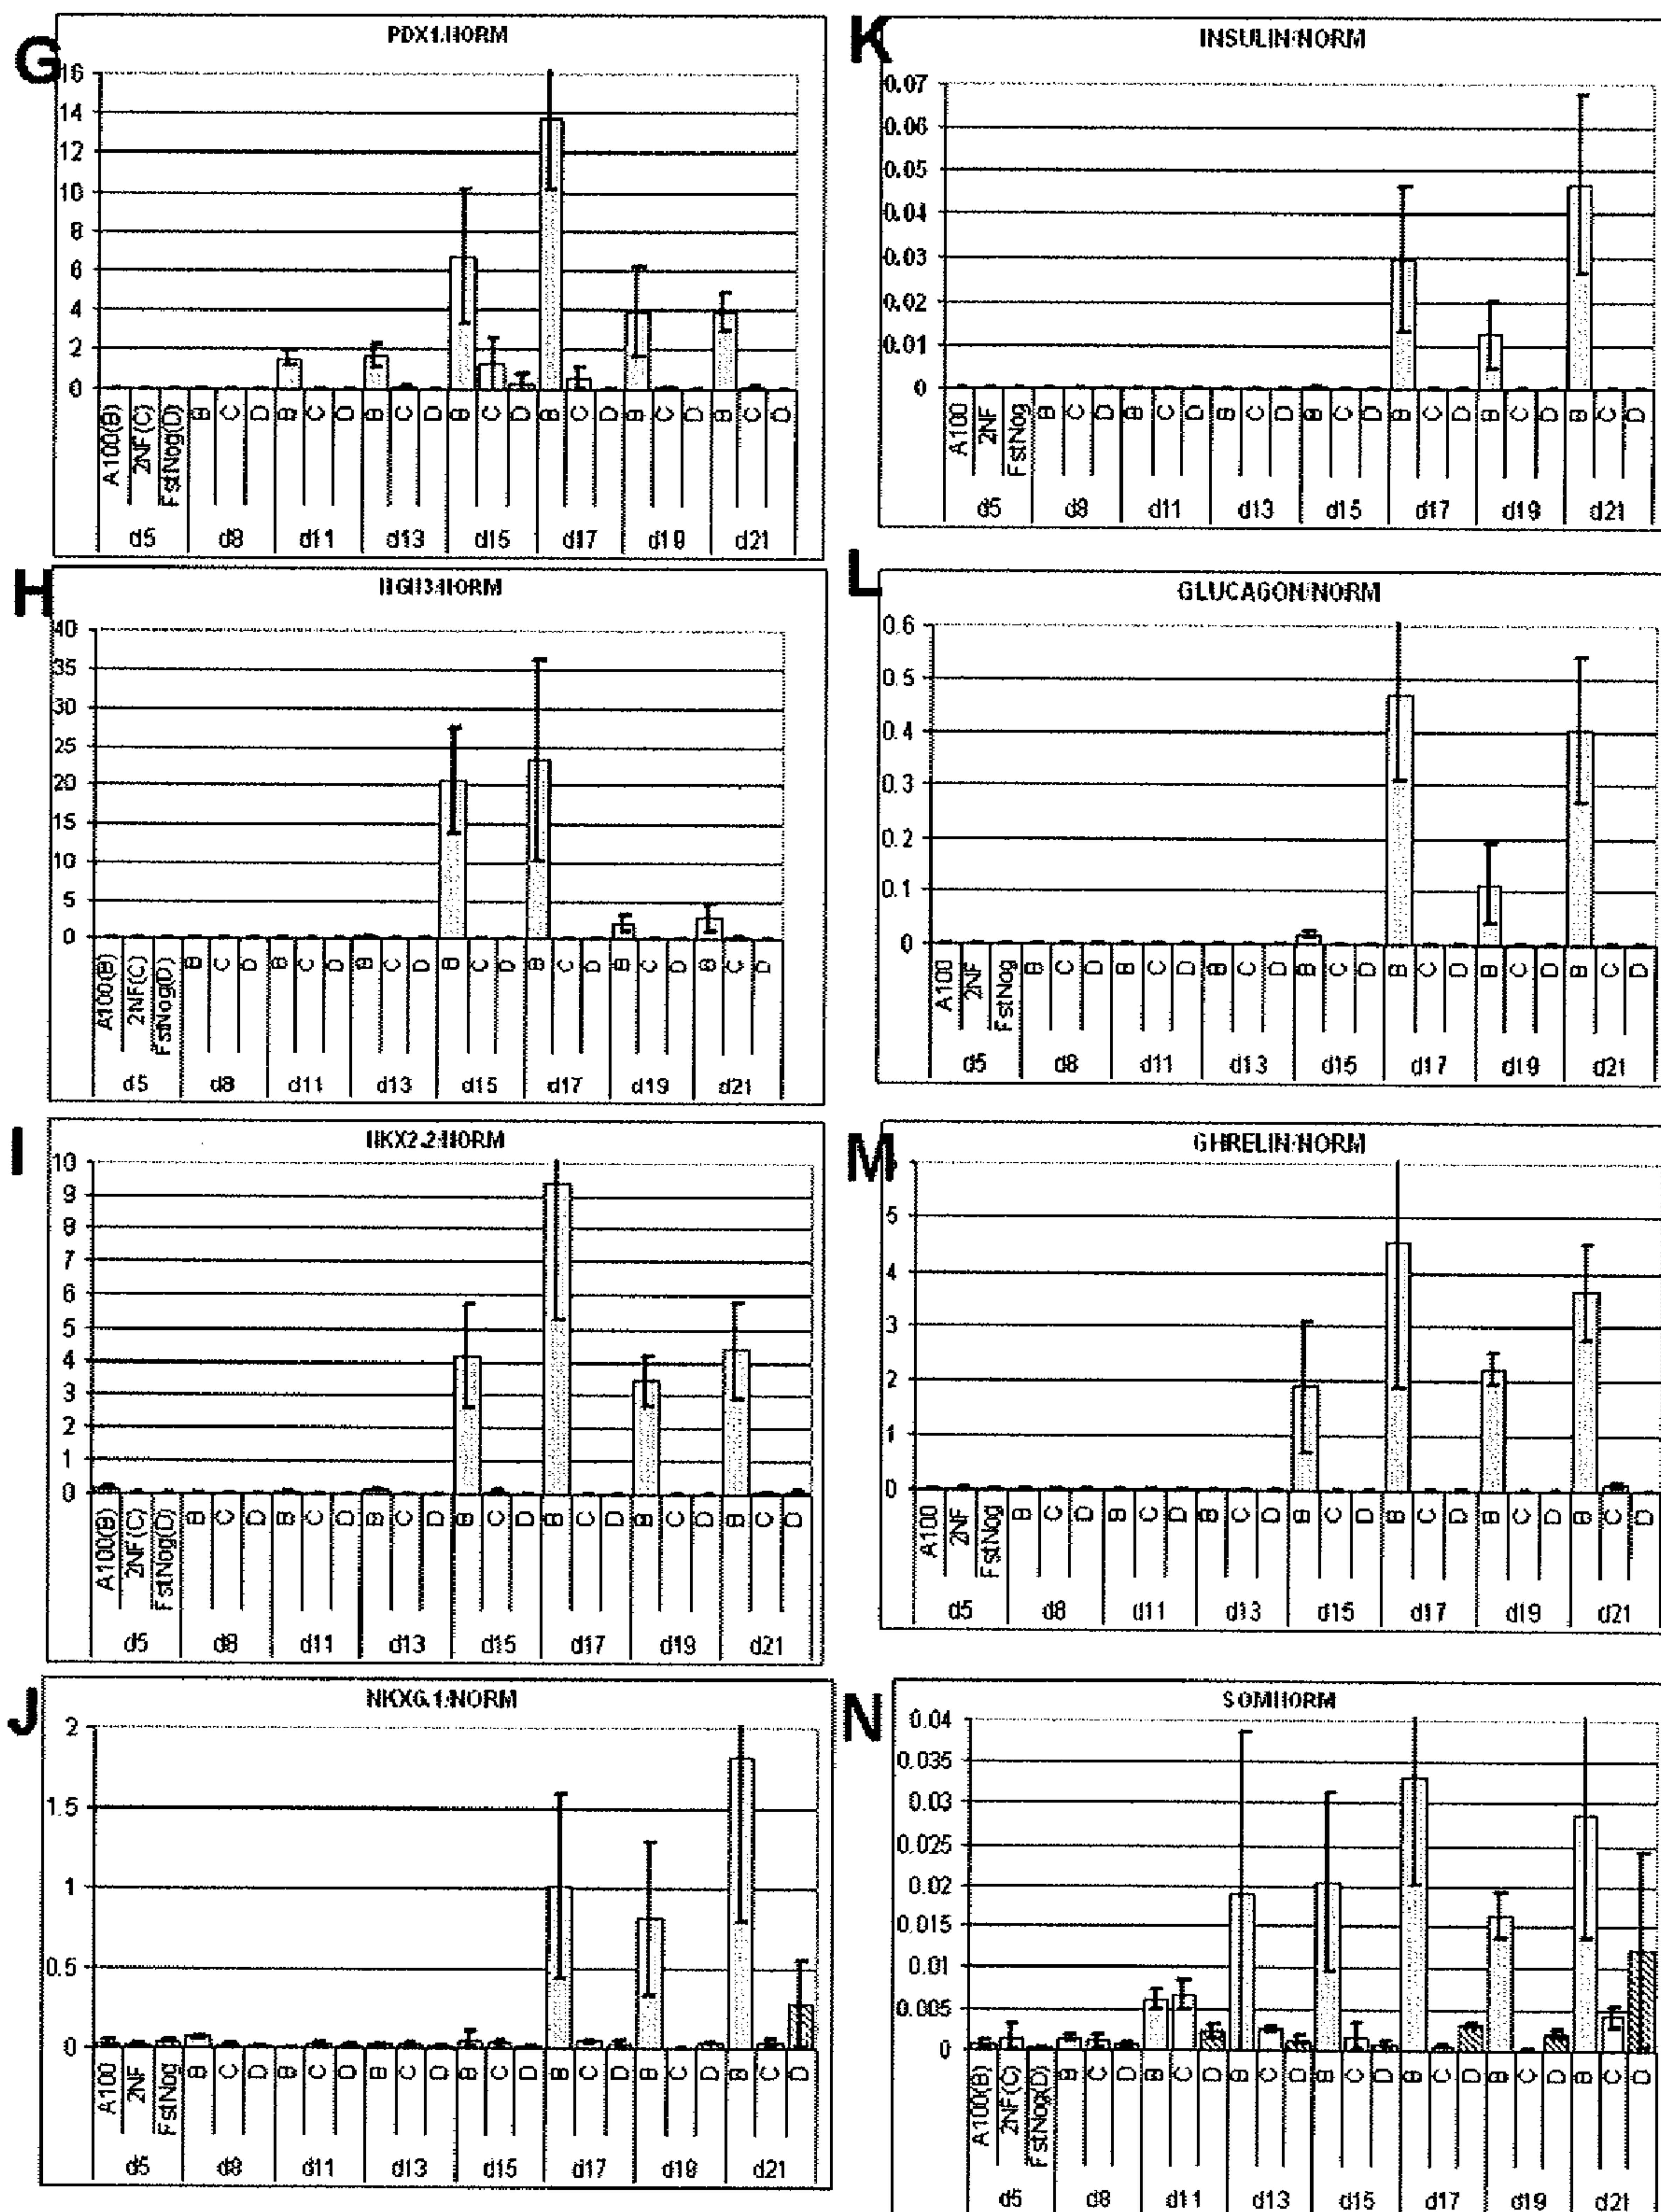 G
PDX1/NORM
16
14
12
10
8
6
4
2
0
A100(B) 2NF(C) FstNog(D) B C D B C D B C D B C D B C D B C D B C D
d5 d8 d11 d13 d15 d17 d19 d21
K
INSULIN/NORM
0.07
0.06
0.05
0.04
0.03
0.02
0.01
0
A100 2NF FstNog B C D B C D B C D B C D B C D B C D B C D
d5 d8 d11 d13 d15 d17 d19 d21
H
40
35
30
25
20
15
10
5
0
A100(B) 2NF(C) FstNog(D) B C D B C D B C D B C D B C D B C D B C D
d5 d8 d11 d13 d15 d17 d19 d21
L
GLUCAGON/NORM
0.6
0.5
0.4
0.3
0.2
0.1
0
A100 2NF FstNog B C D B C D B C D B C D B C D B C D B C D
d5 d8 d11 d13 d15 d17 d19 d21
I
NKX2.2/NORM
10
9
8
7
6
5
4
3
2
1
0
A100(B) 2NF(C) FstNog(D) B C D B C D B C D B C D B C D B C D B C D
d5 d8 d11 d13 d15 d17 d19 d21
M
GHRELIN/NORM
5
4
3
2
1
0
A100 2NF FstNog B C D B C D B C D B C D B C D B C D B C D
d5 d8 d11 d13 d15 d17 d19 d21
J
NKX6.1/NORM
2
1.5
1
0.5
0
A100 2NF FstNog B C D B C D B C D B C D B C D B C D B C D
d5 d8 d11 d13 d15 d17 d19 d21
N
0.04
0.035
0.03
0.025
0.02
0.015
0.01
0.005
0
A100(B) 2NF(C) FstNog(D) B C D B C D B C D B C D B C D B C D B C D
d5 d8 d11 d13 d15 d17 d19 d21